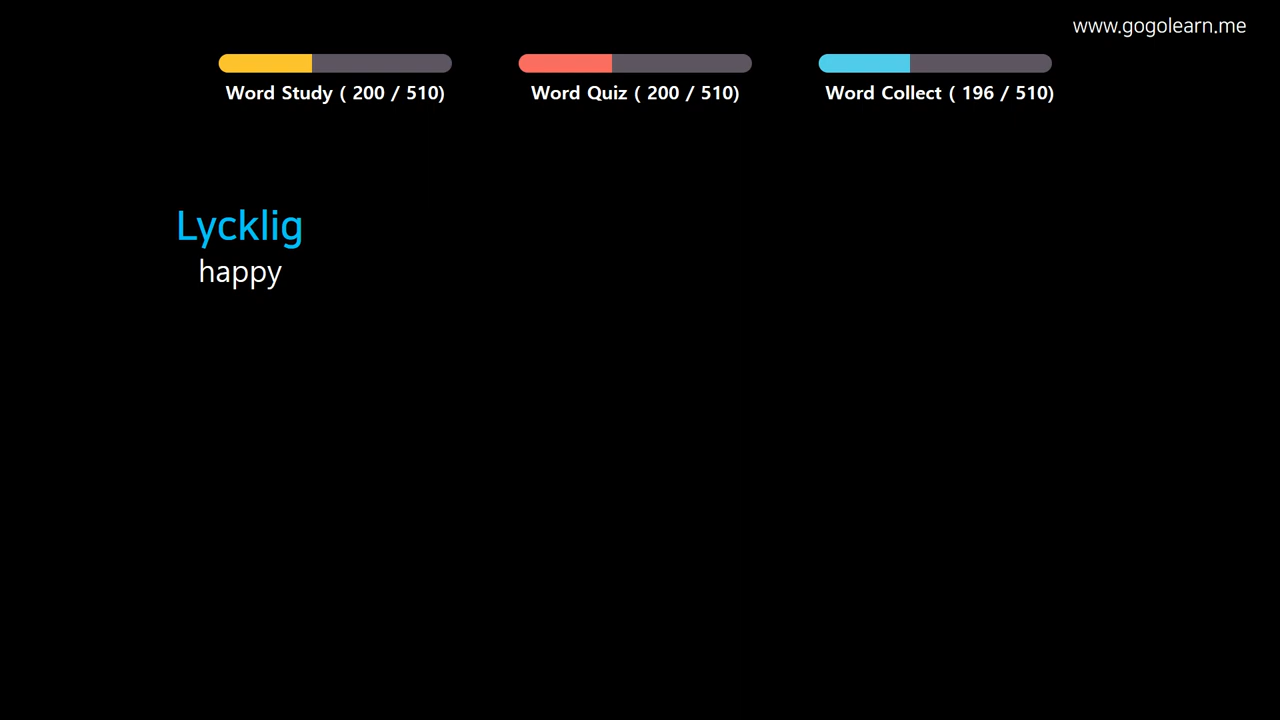 www.gogolearn.me
Word Study ( 200 / 510)
Word Quiz ( 200 / 510)
Word Collect ( 196 / 510)
Lycklig
happy